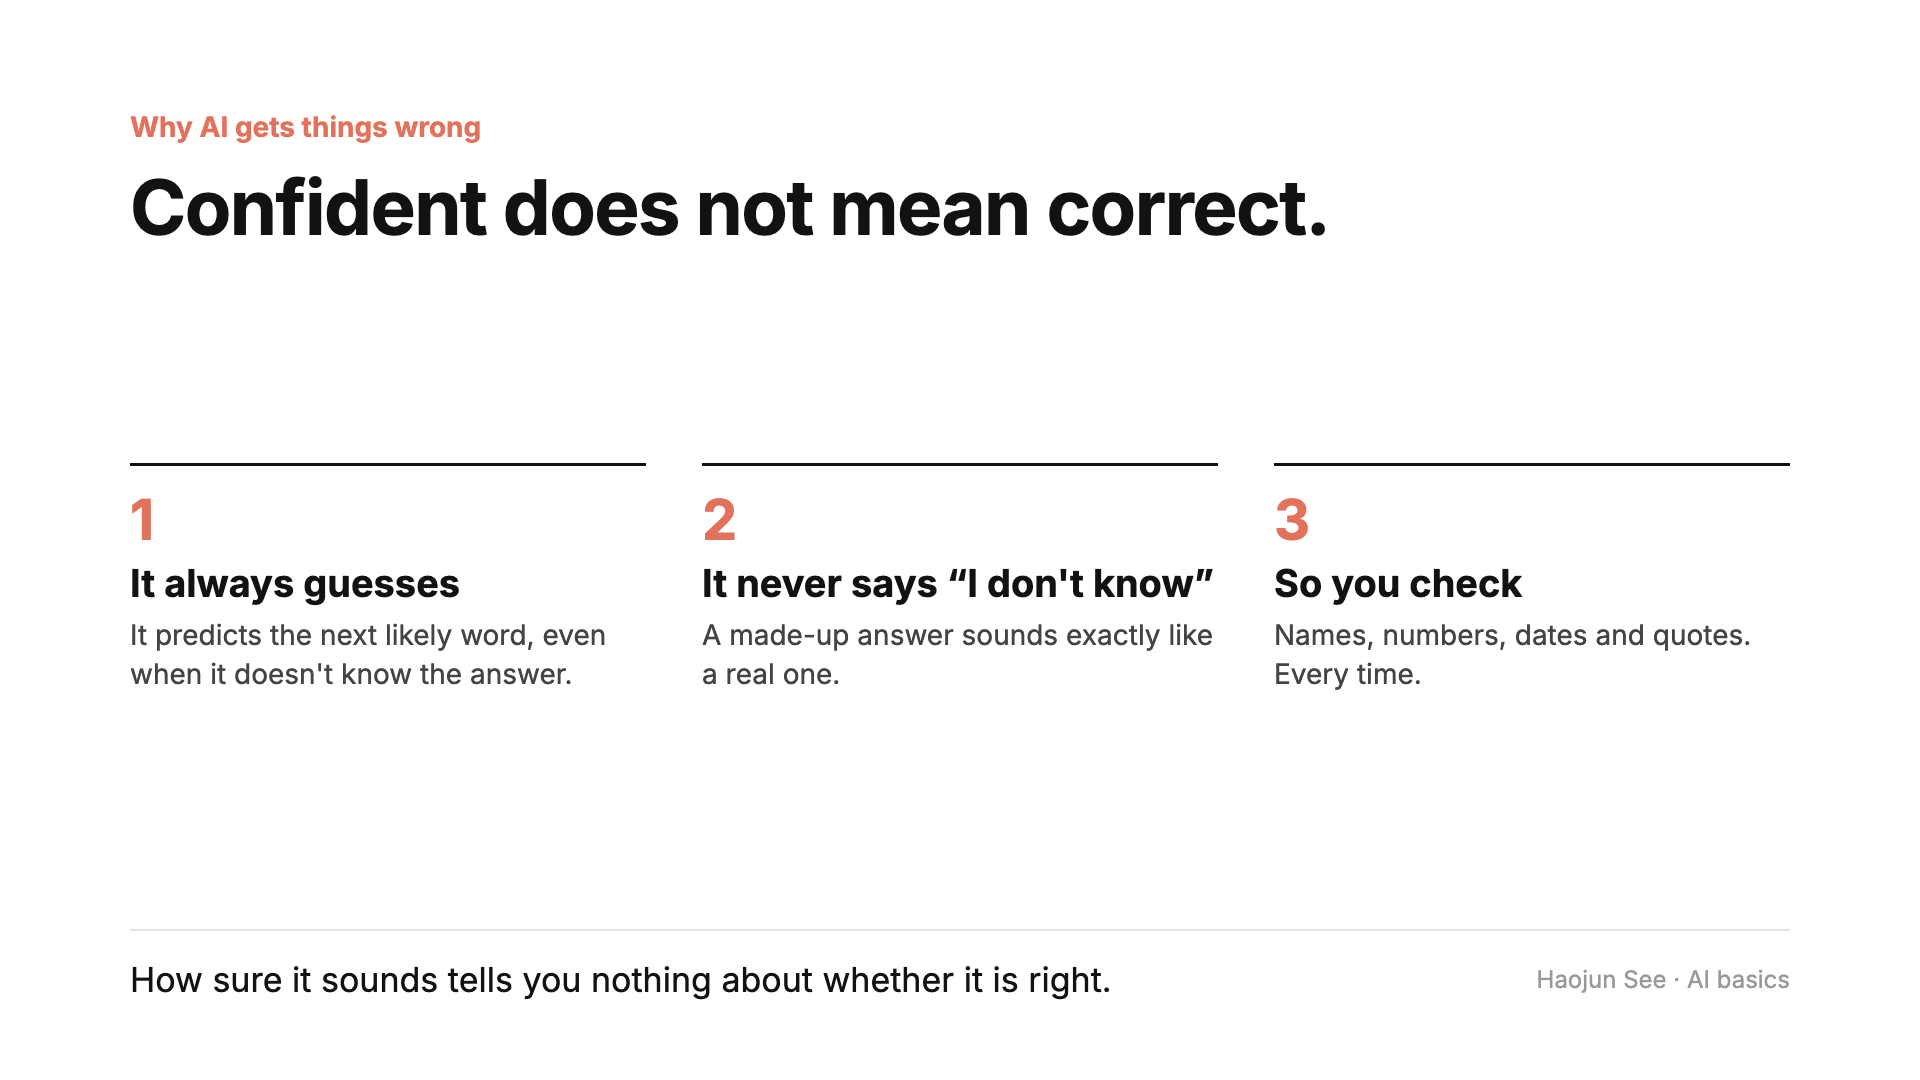 Why AI gets things wrong
Confident does not mean correct.
1
It always guesses
It predicts the next likely word, even
when it doesn't know the answer.
2
It never says “I don't know”
A made-up answer sounds exactly like
a real one.
3
So you check
Names, numbers, dates and quotes.
Every time.
How sure it sounds tells you nothing about whether it is right.
Haojun See · AI basics